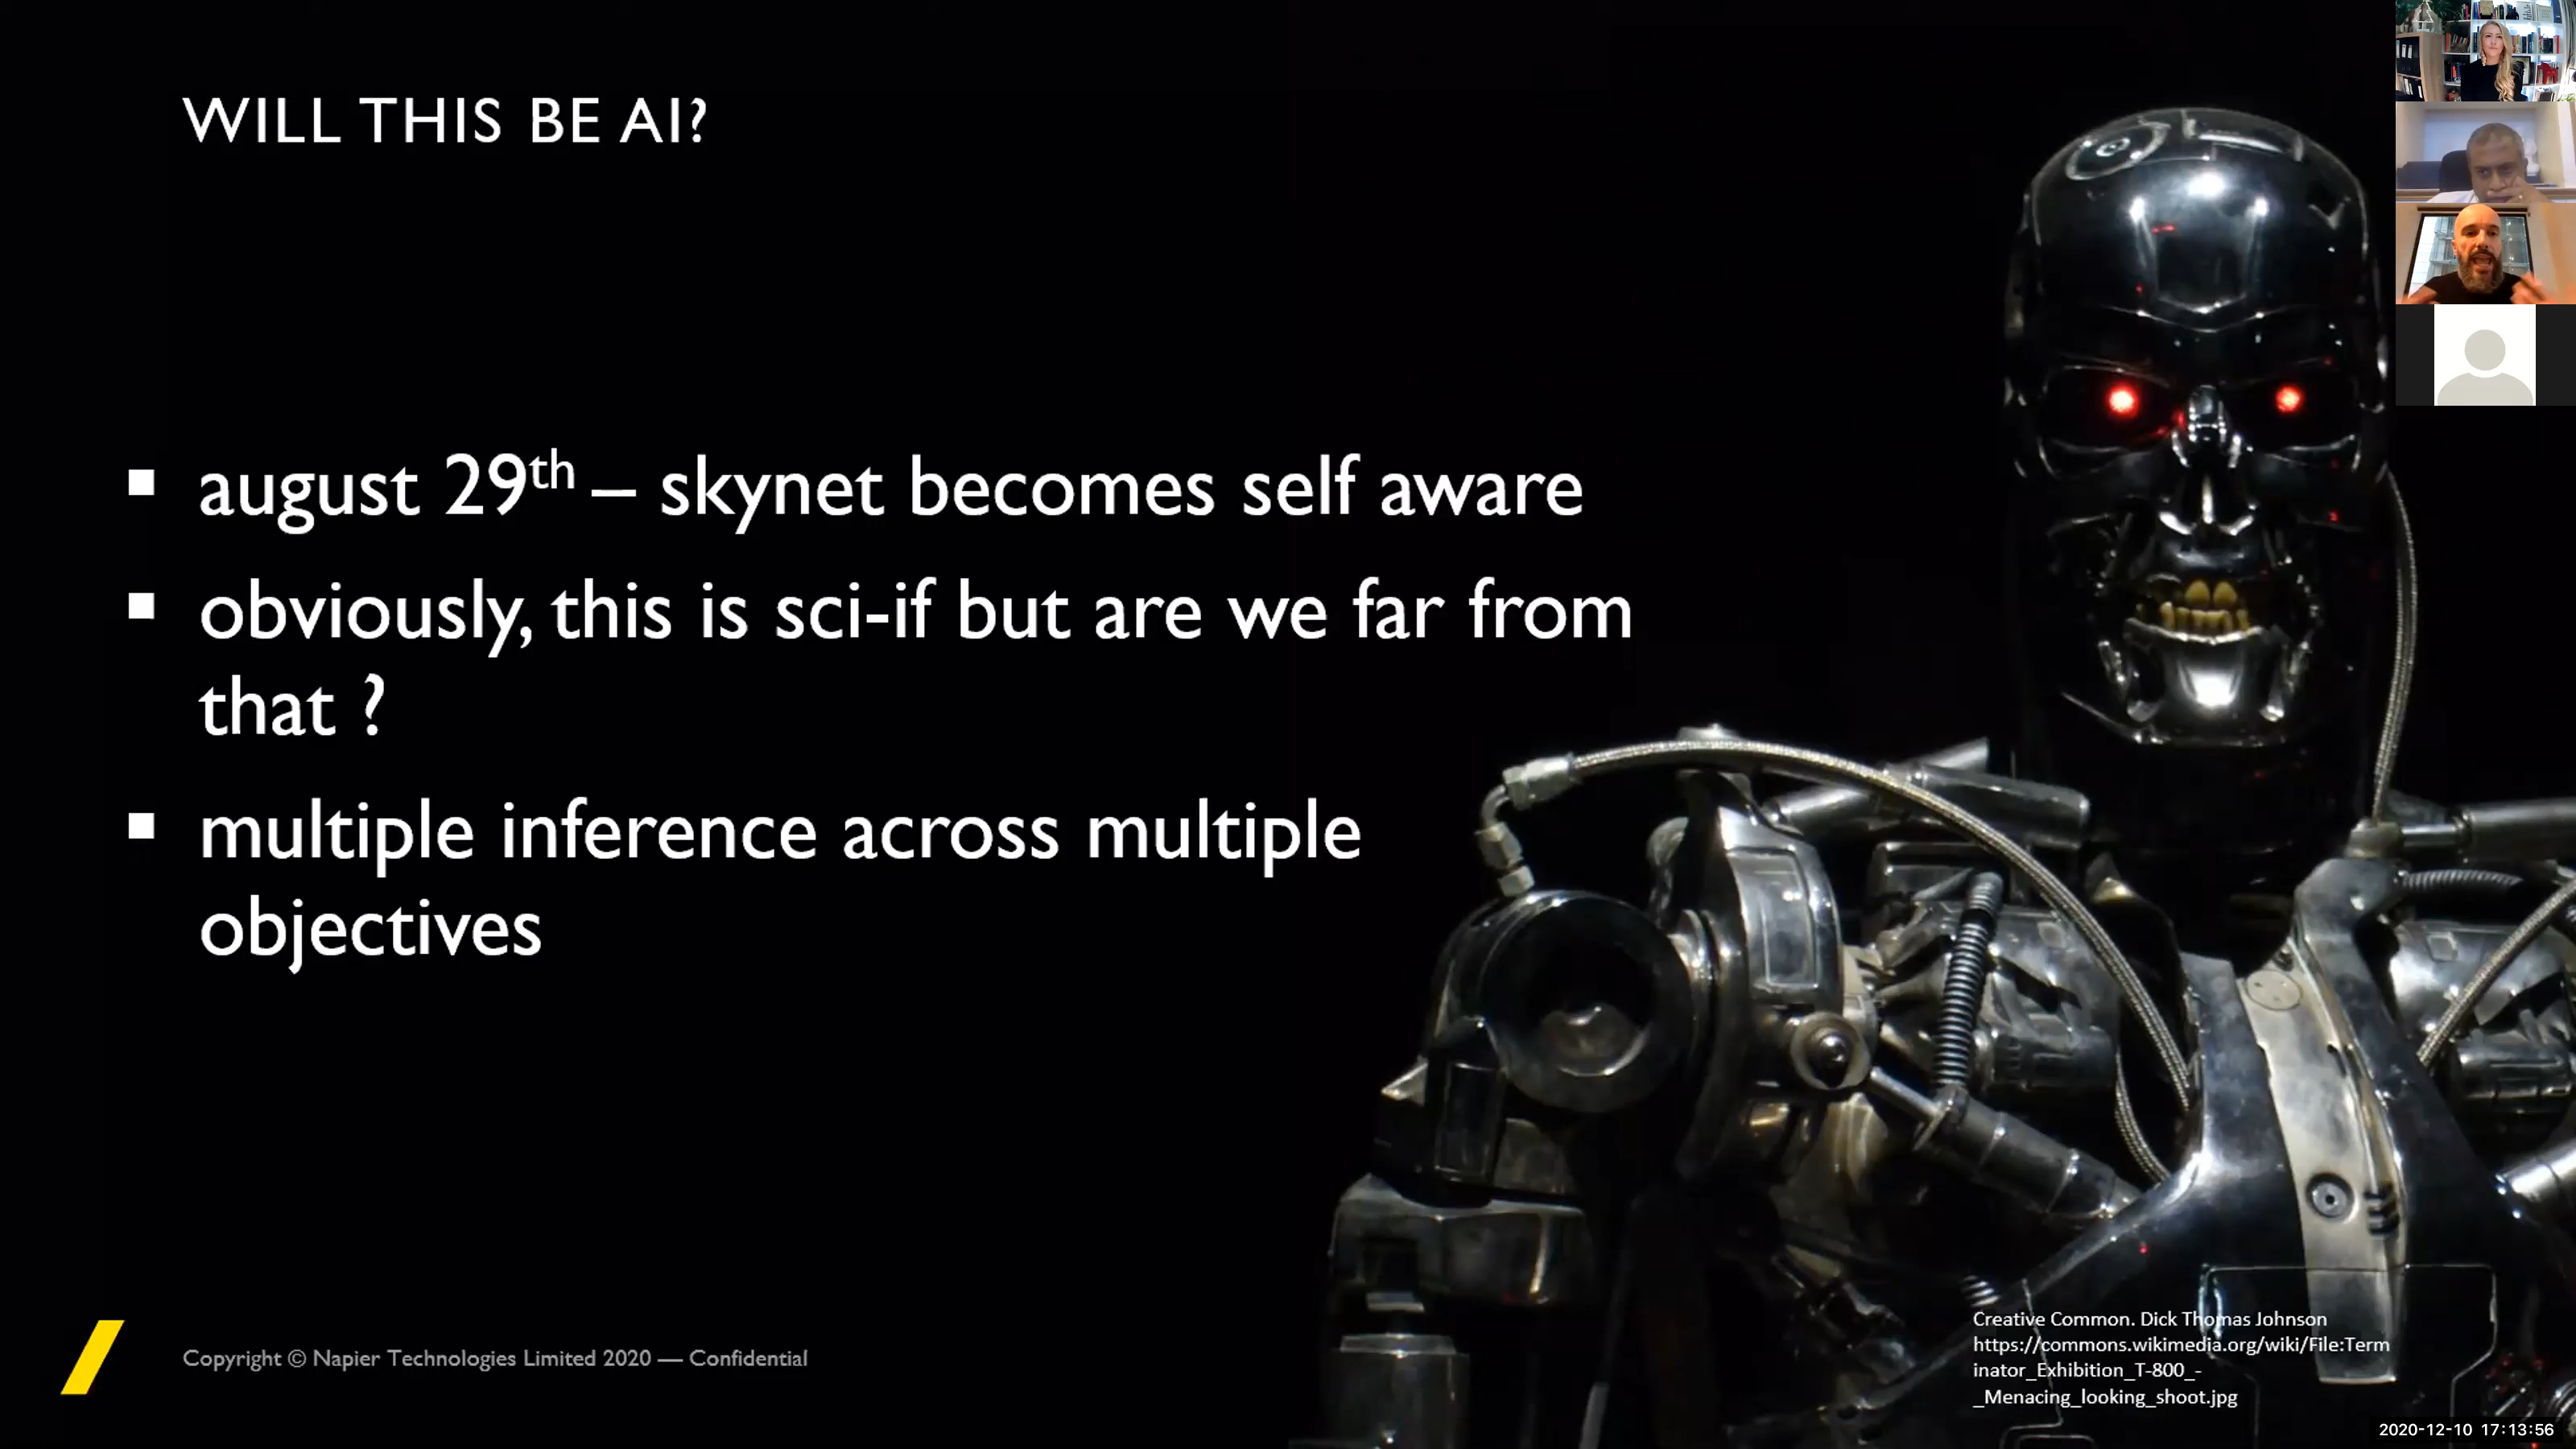 WILL THIS BE AI?
august 29th – skynet becomes self aware
obviously, this is sci-if but are we far from
that ?
multiple inference across multiple
objectives
Copyright © Napier Technologies Limited 2020 — Confidential
Creative Common. Dick Thomas Johnson
https://commons.wikimedia.org/wiki/File:Term
inator_Exhibition_T-800_-
_Menacing_looking_shoot.jpg
2020-12-10 17:13:56